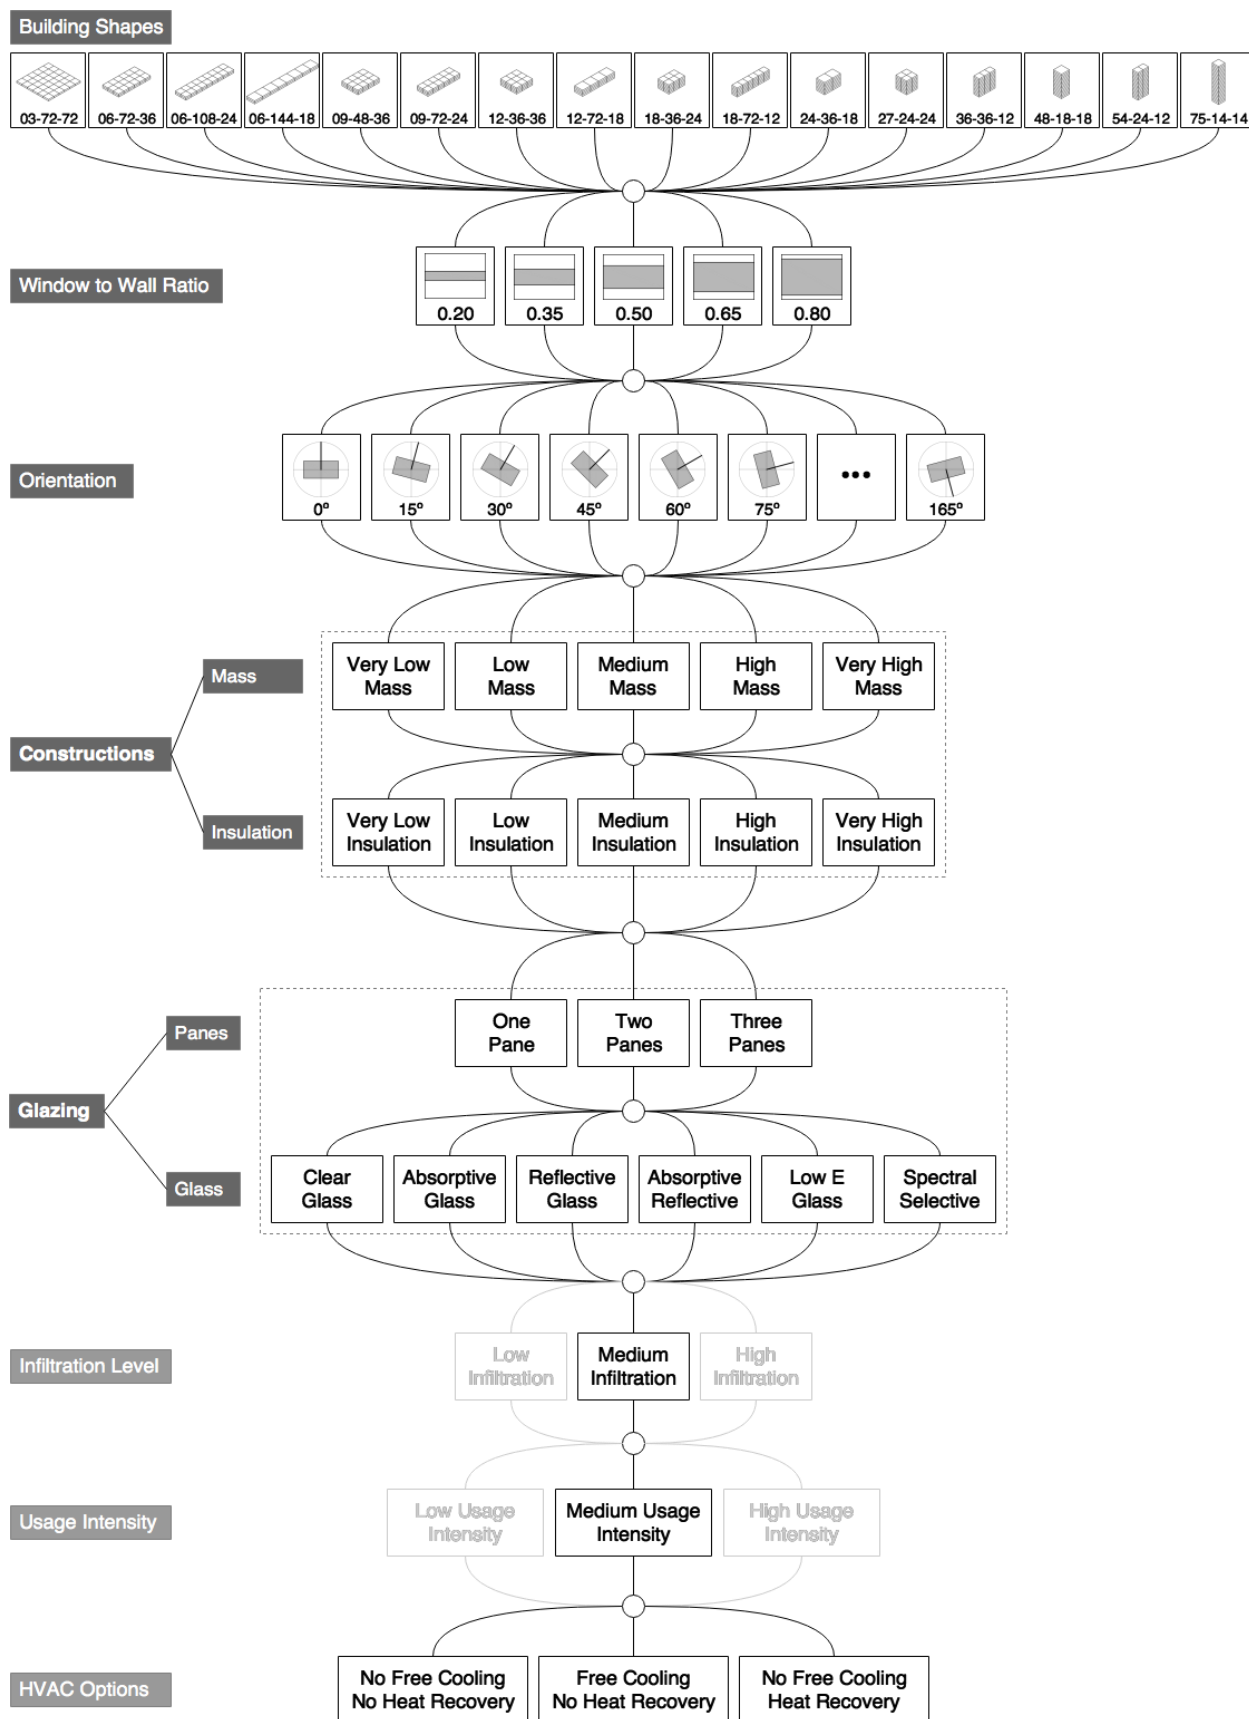 Building Shapes
03-72-72
06-72-36
06-108-24
06-144-18
09-48-36
09-72-24
12-36-36
12-72-18
18-36-24
18-72-12
24-36-18
27-24-24
36-36-12
48-18-18
54-24-12
75-14-14
Window to Wall Ratio
0.20
0.35
0.50
0.65
0.80
Orientation
0º
15º
30º
45º
60º
75º
•••
165º
Constructions
Mass
Very Low
Mass
Low
Mass
Medium
Mass
High
Mass
Very High
Mass
Insulation
Very Low
Insulation
Low
Insulation
Medium
Insulation
High
Insulation
Very High
Insulation
Glazing
Panes
One
Pane
Two
Panes
Three
Panes
Glass
Clear
Glass
Absorptive
Glass
Reflective
Glass
Absorptive
Reflective
Low E
Glass
Spectral
Selective
Infiltration Level
Low
Infiltration
Medium
Infiltration
High
Infiltration
Usage Intensity
Low Usage
Intensity
Medium Usage
Intensity
High Usage
Intensity
HVAC Options
No Free Cooling
No Heat Recovery
Free Cooling
No Heat Recovery
No Free Cooling
Heat Recovery